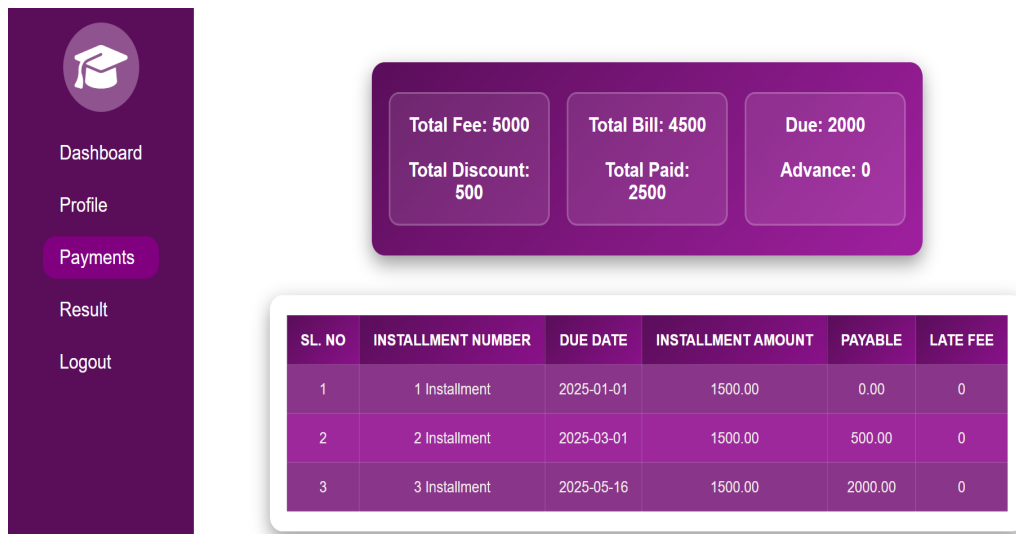 Dashboard
Profile
Payments
Result
Logout
Total Fee: 5000
Total Discount:
500
Total Bill: 4500
Total Paid:
2500
Due: 2000
Advance: 0
SL. NO INSTALLMENT NUMBER DUE DATE INSTALLMENT AMOUNT PAYABLE LATE FEE
1 1 Installment 2025-01-01 1500.00 0.00 0
2 2 Installment 2025-03-01 1500.00 500.00 0
3 3 Installment 2025-05-16 1500.00 2000.00 0